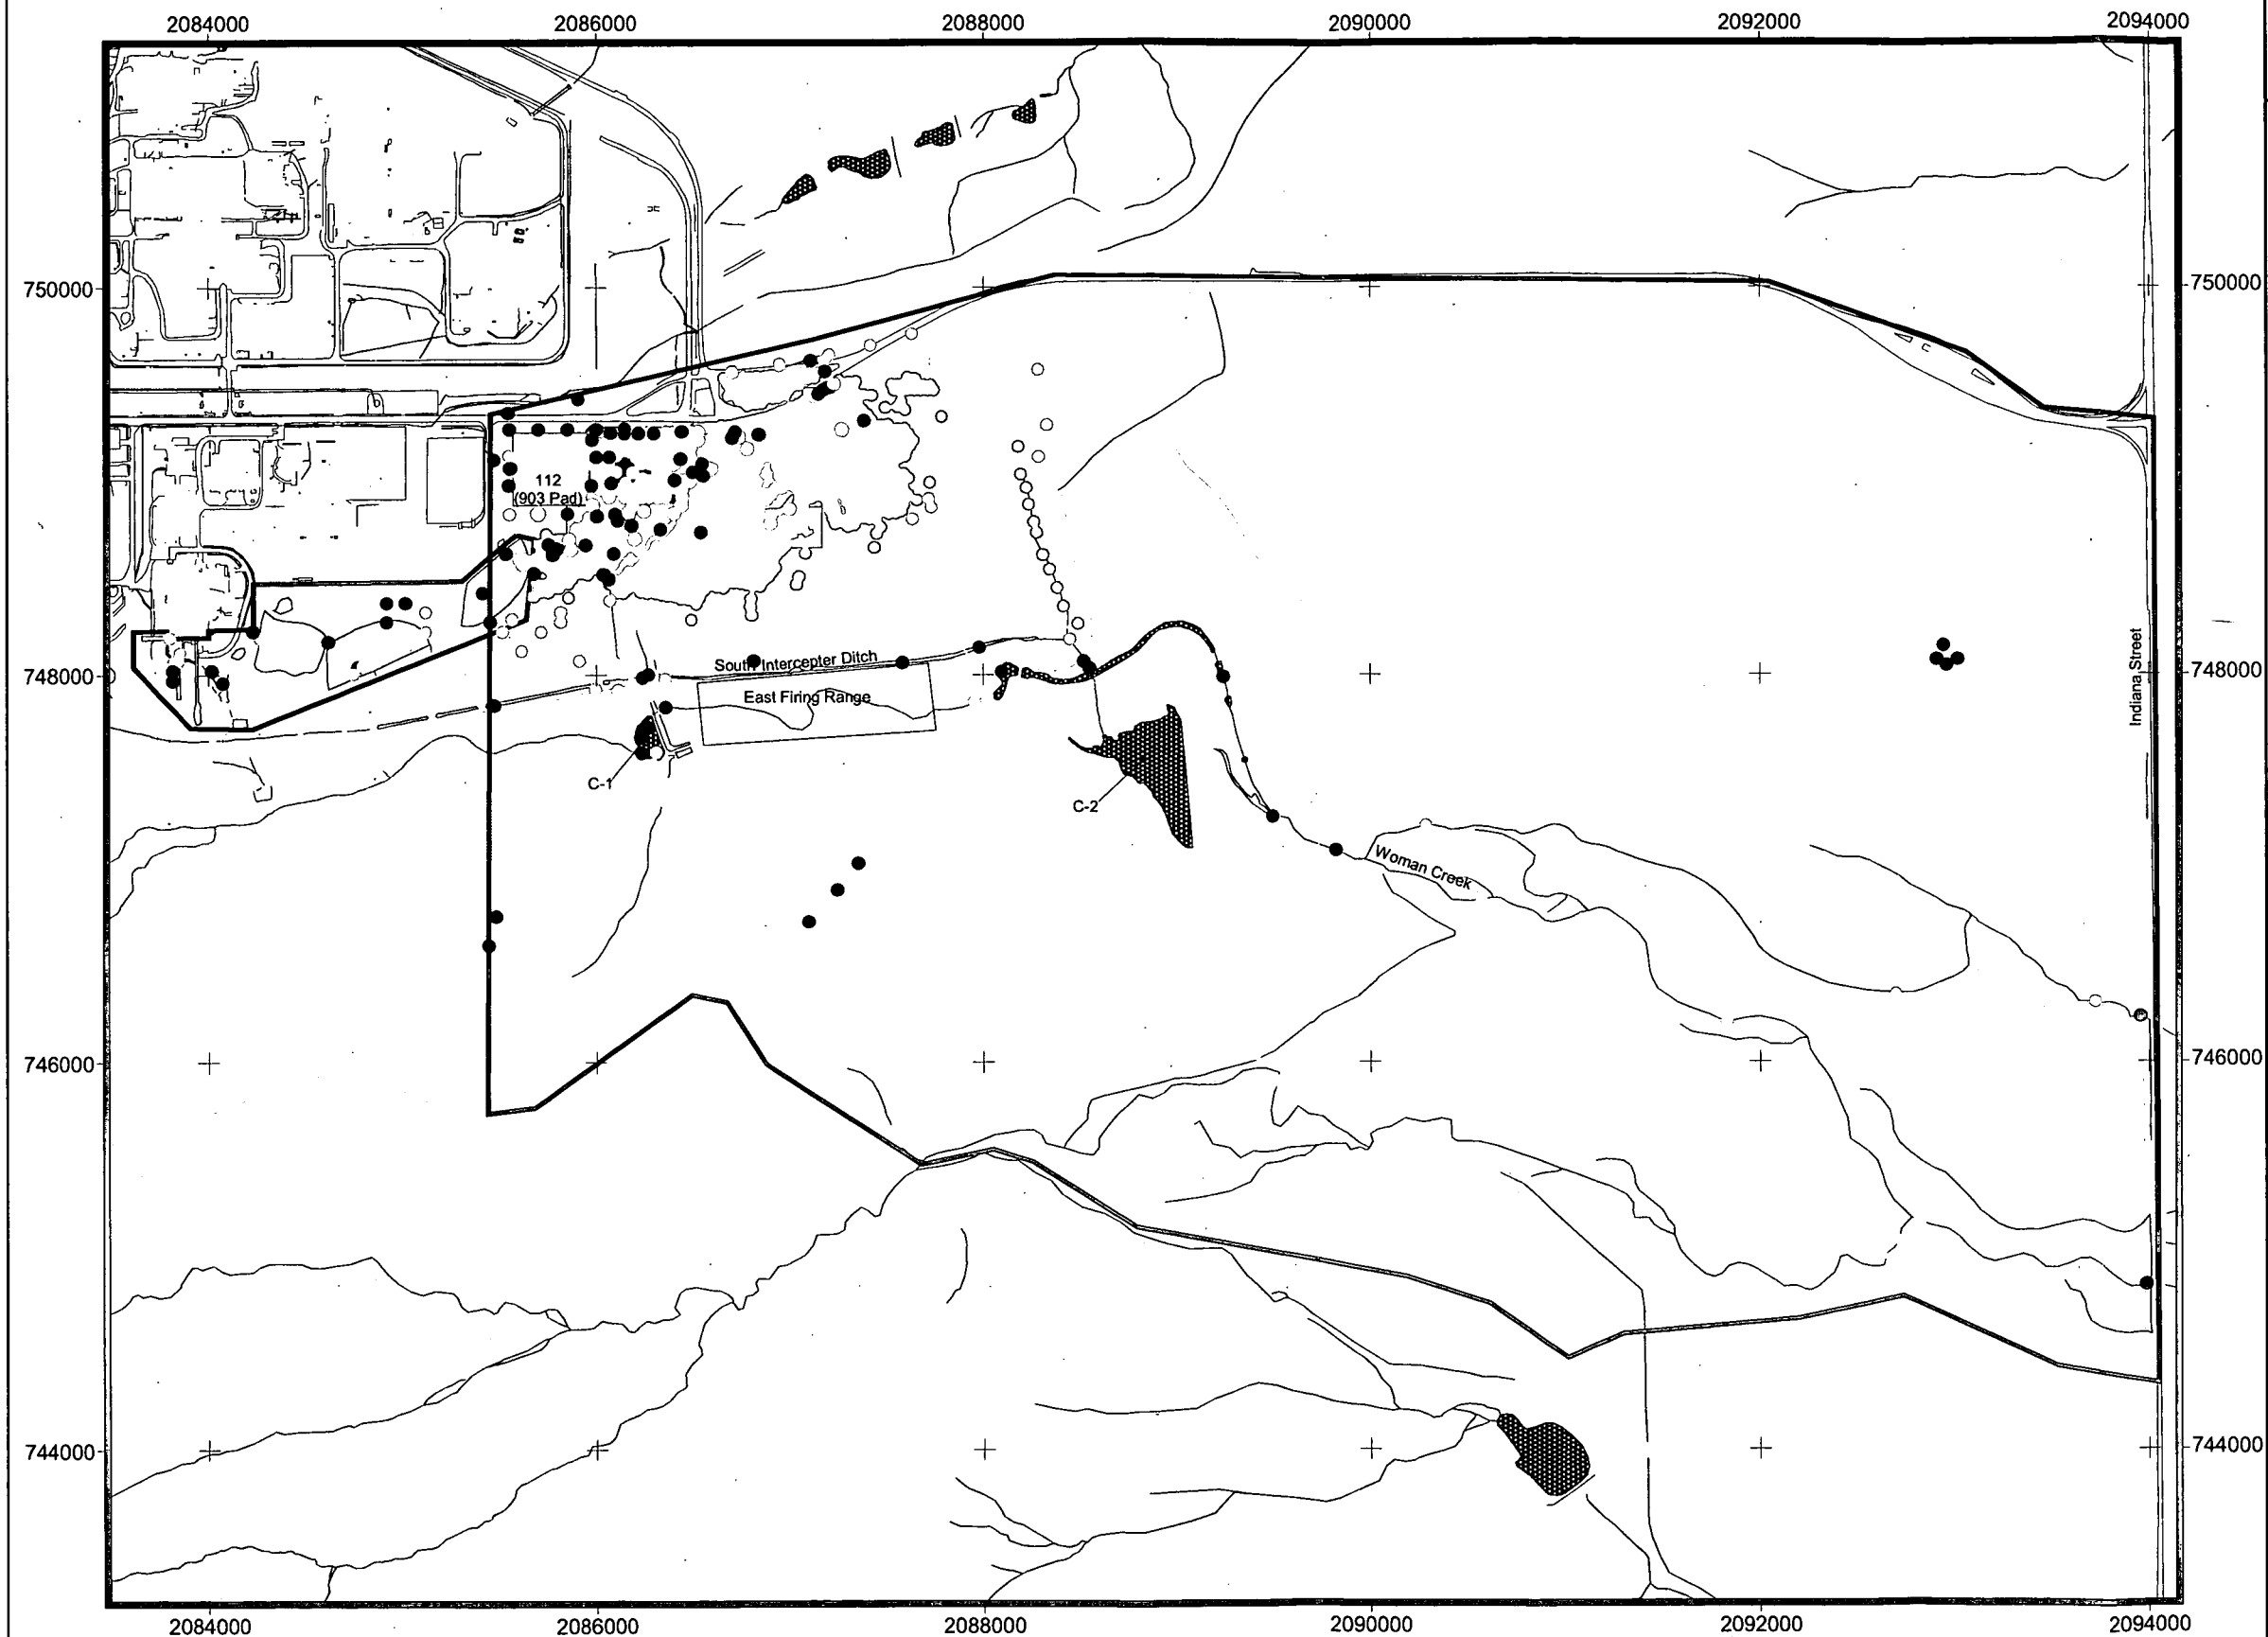 2084000 2086000 2088000 2090000 2092000 2094000
750000 750000
112
(903 Pad)
748000 748000
South Intercepter Ditch
East Firing Range
Indiana Street
C-1
C-2
Woman Creek
746000 746000
744000 744000
2084000 2086000 2088000 2090000 2092000 2094000